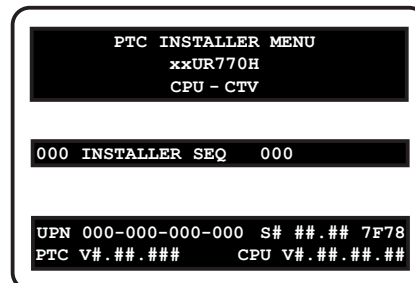 PTC INSTALLER MENU
xxUR770H
CPU – CTV
000 INSTALLER SEQ 000
UPN 000-000-000-000 S# ##.## 7F78
PTC V#.##.### CPU V#.##.##.##